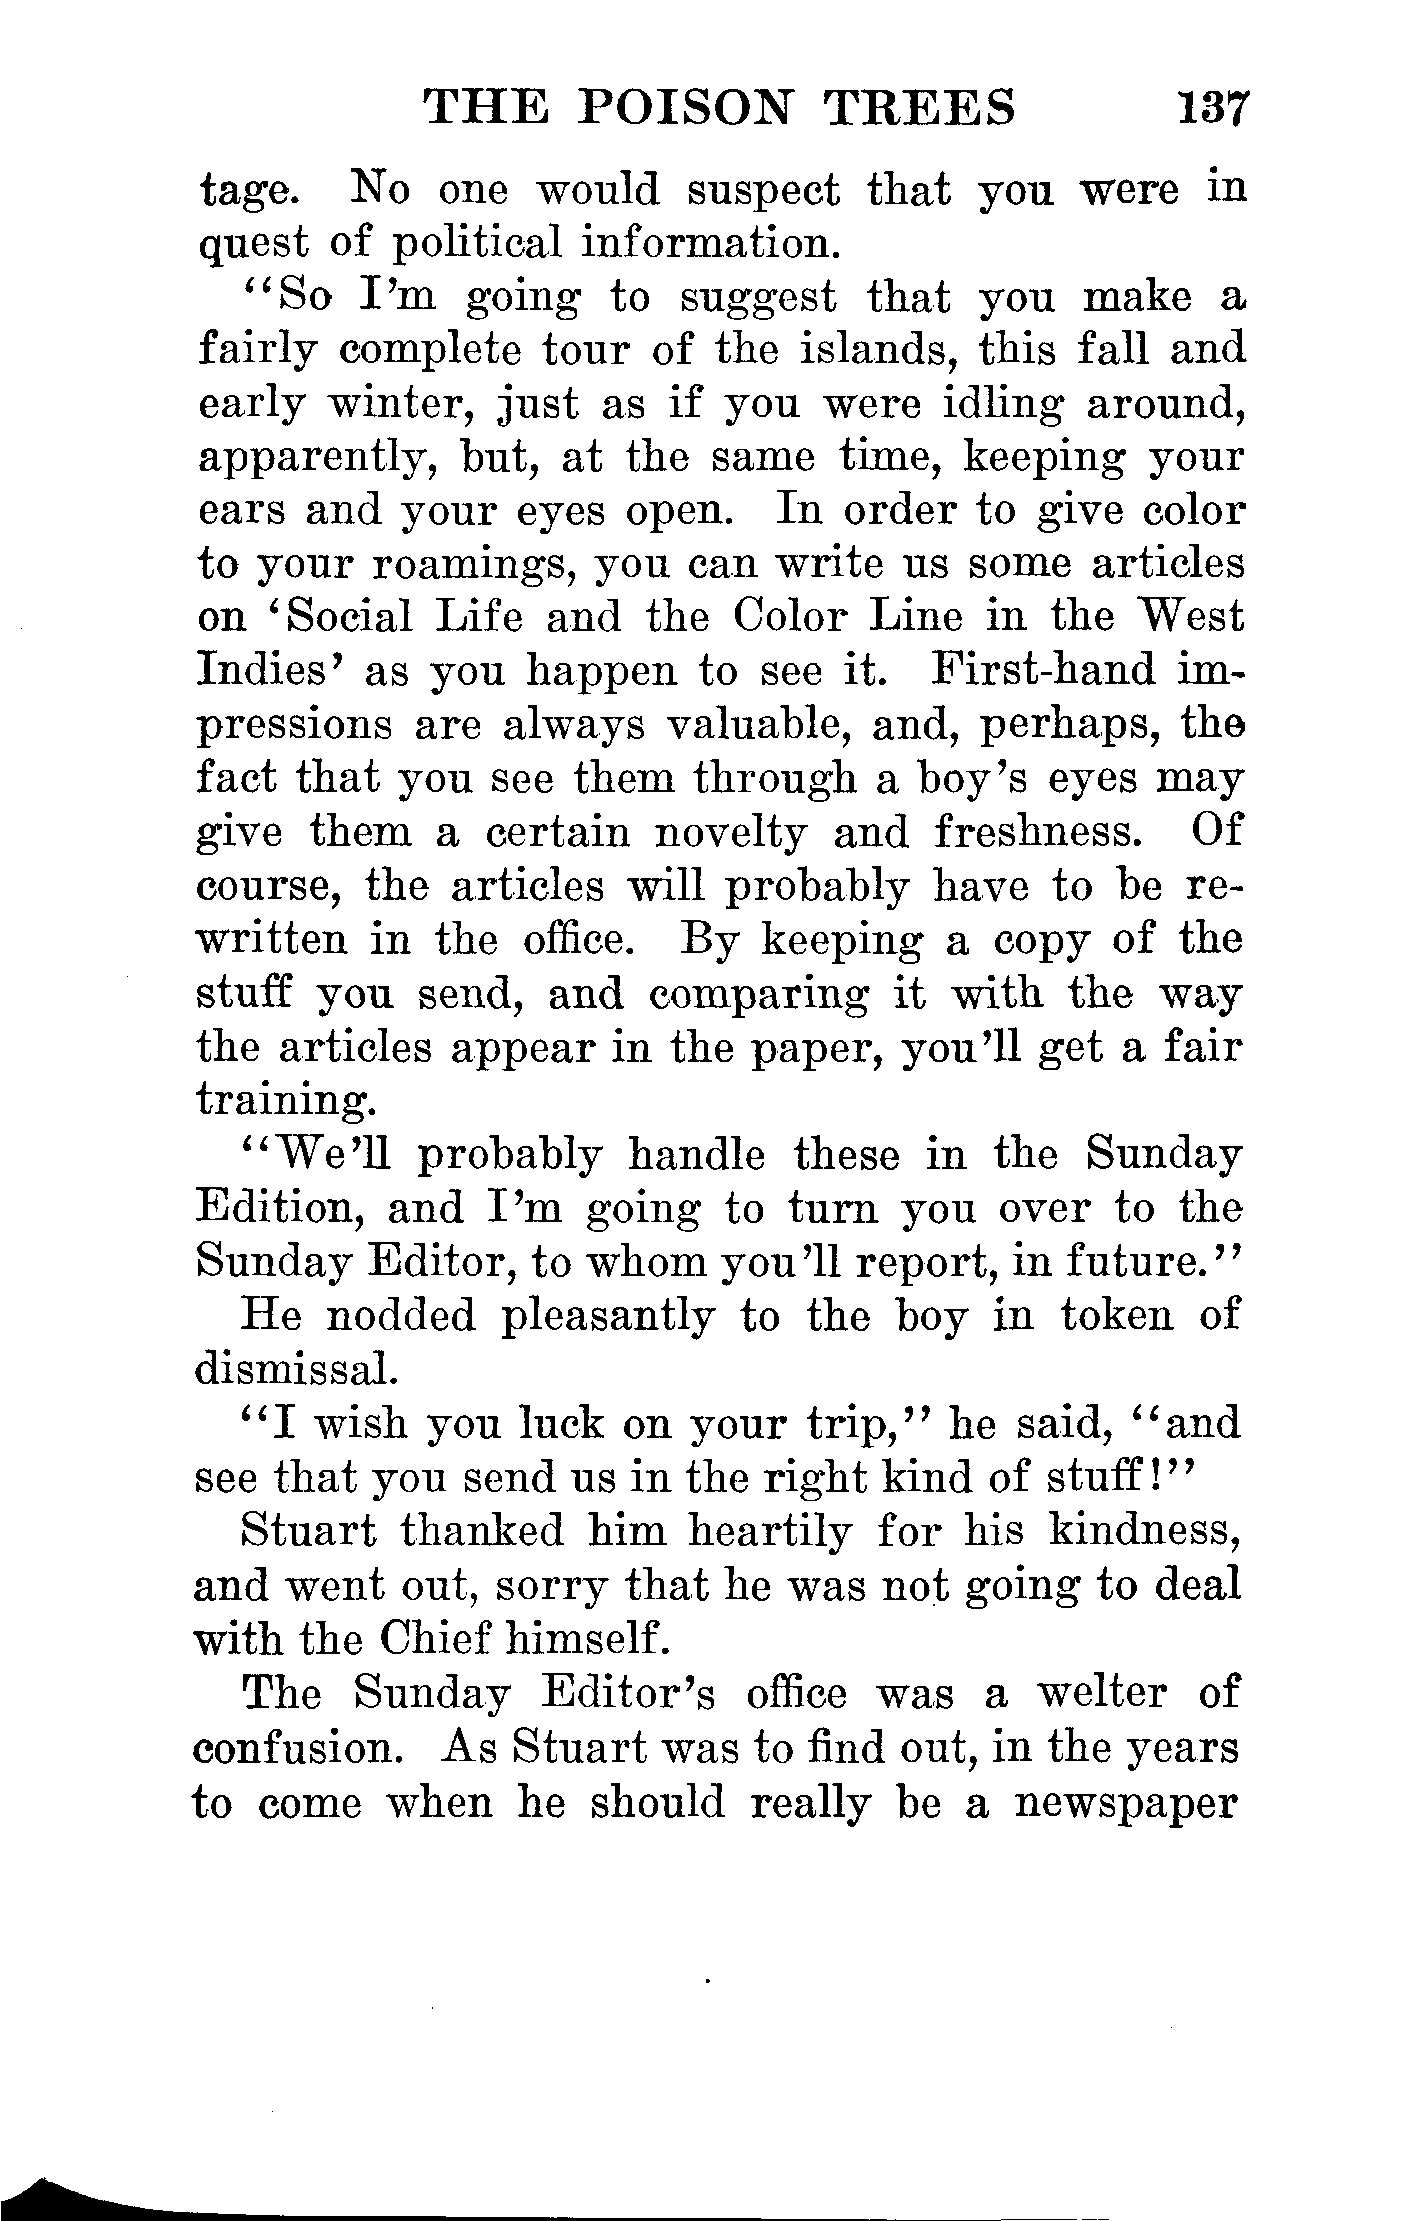 THE POISON TREES 137
tage. No one would suspect that you were in
quest of political information.
"So I'm going to suggest that you make a
fairly complete tour of the islands, this fall and
early winter, just as if you were idling around,
apparently, but, at the same time, keeping your
ears and your eyes open. In order to give color
to your roamings, you can write us some articles
on 'Social Life and the Color Line in the West
Indies' as you happen to see it. First-hand im-
pressions are always valuable, and, perhaps, the
fact that you see them through a boy's eyes may
give them a certain novelty and freshness. Of
course, the articles will probably have to be re-
written in the office. By keeping a copy of the
stuff you send, and comparing it with the way
the articles appear in the paper, you'll get a fair
training.
"We'll probably handle these in the Sunday
Edition, and I'm going to turn you over to the
Sunday Editor, to whom you'll report, in future."
He nodded pleasantly to the boy in token of
dismissal.
"I wish you luck on your trip," he said, "and
see that you send us in the right kind of stuff!"
Stuart thanked him heartily for his kindness,
and went out, sorry that he was not going to deal
with the Chief himself.
The Sunday Editor's office was a welter of
confusion. As Stuart was to find out, in the years
to come when he should really be a newspaper